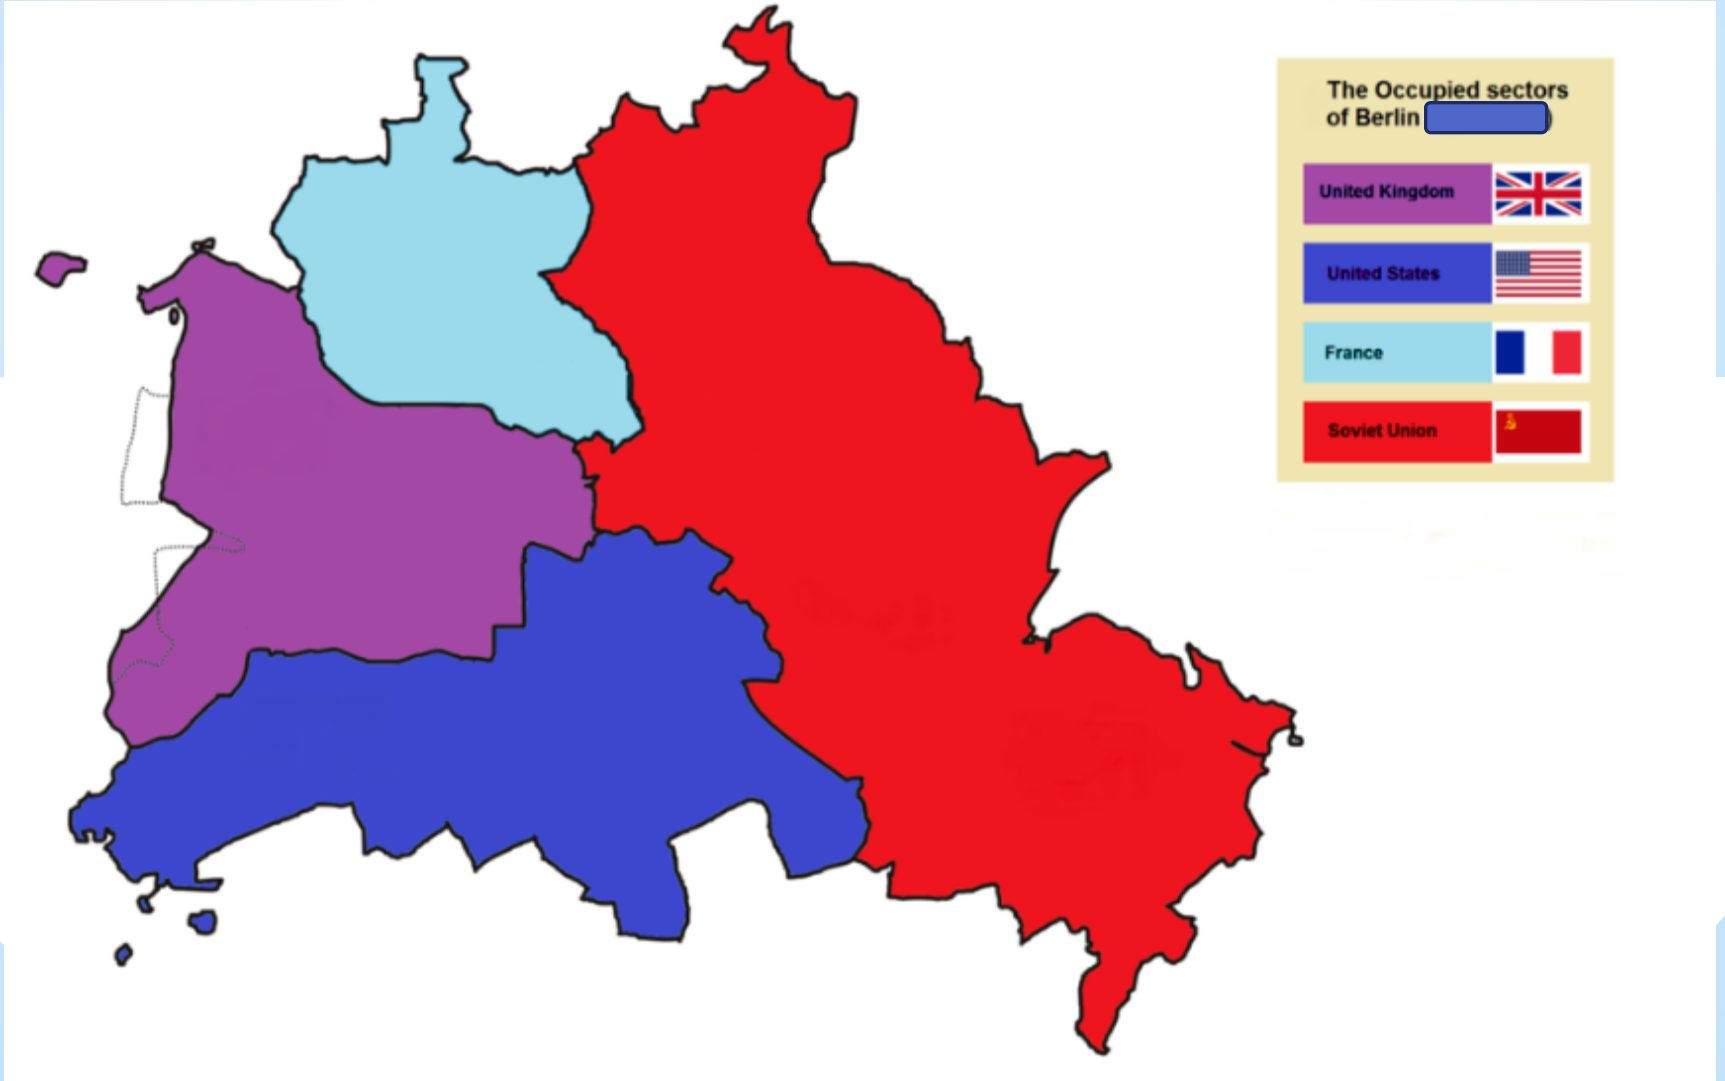 The Occupied sectors
of Berlin
United Kingdom
United States
France
Soviet Union